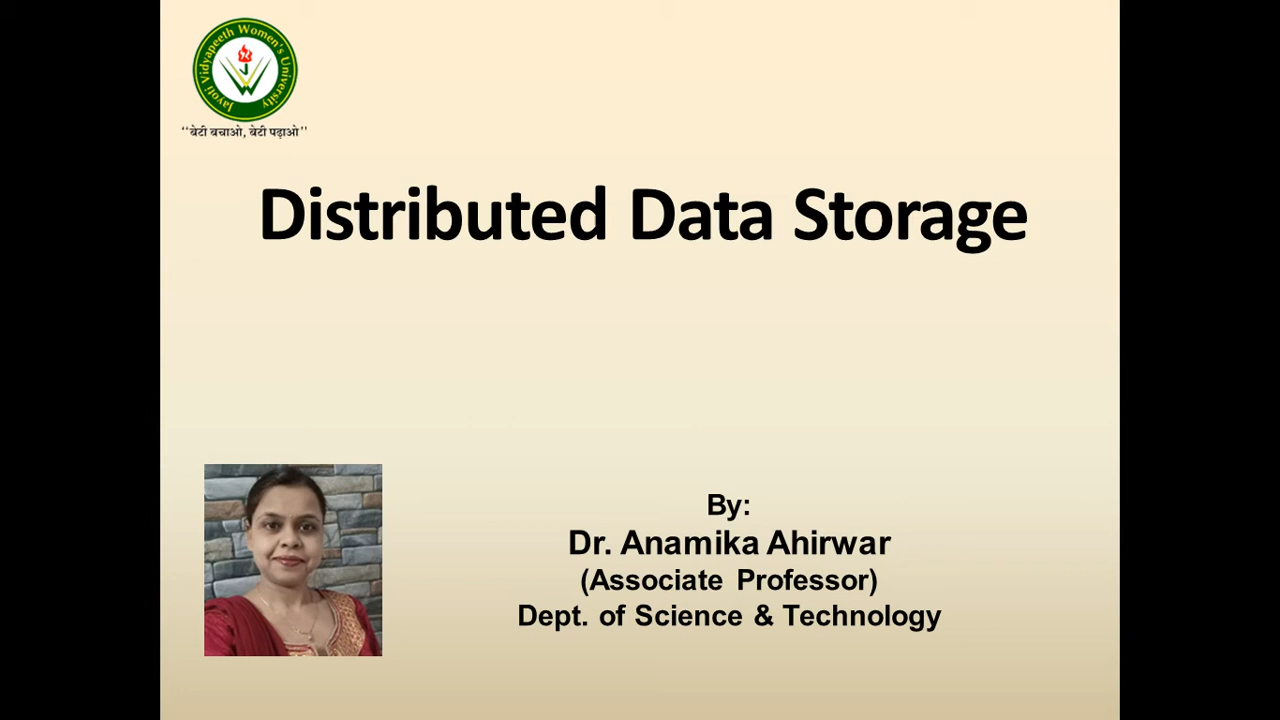 Jayoti Vidyapeeth Women's University
‘‘बेटी बचाओ, बेटी पढ़ाओ’’
Distributed Data Storage
By:
Dr. Anamika Ahirwar
(Associate Professor)
Dept. of Science & Technology